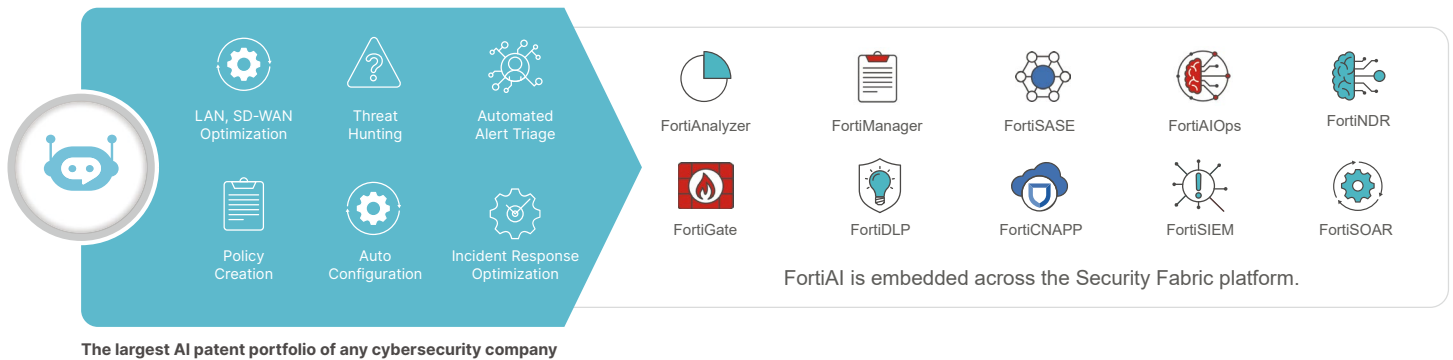 LAN, SD-WAN
Optimization
Threat
Hunting
Automated
Alert Triage
Policy
Creation
Auto
Configuration
Incident Response
Optimization
FortiAnalyzer
FortiManager
FortiSASE
FortiAIOps
FortiNDR
FortiGate
FortiDLP
FortiCNAPP
FortiSIEM
FortiSOAR
FortiAI is embedded across the Security Fabric platform.
The largest AI patent portfolio of any cybersecurity company